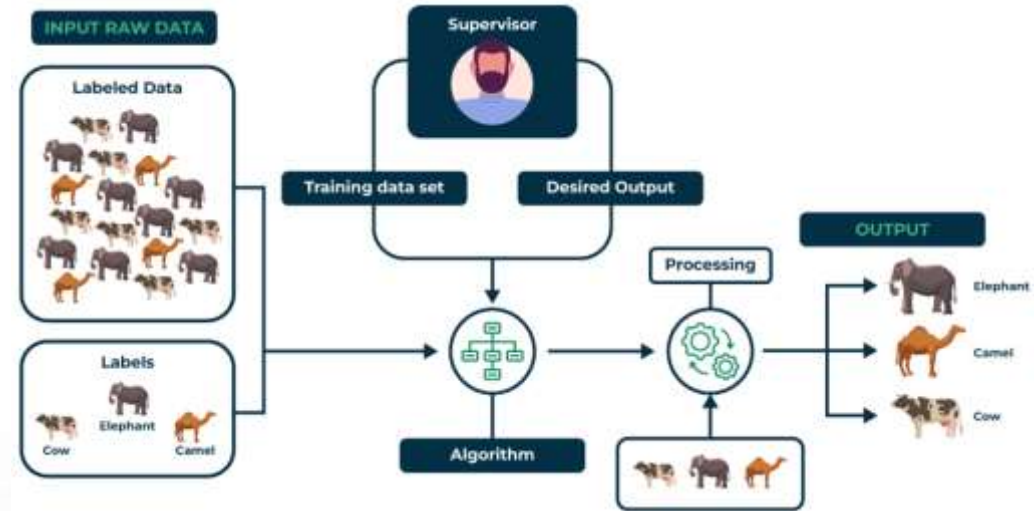 INPUT RAW DATA
Supervisor
Labeled Data
Training data set
Desired Output
OUTPUT
Processing
Elephant
Camel
Labels
Elephant
Cow
Camel
Algorithm
Cow